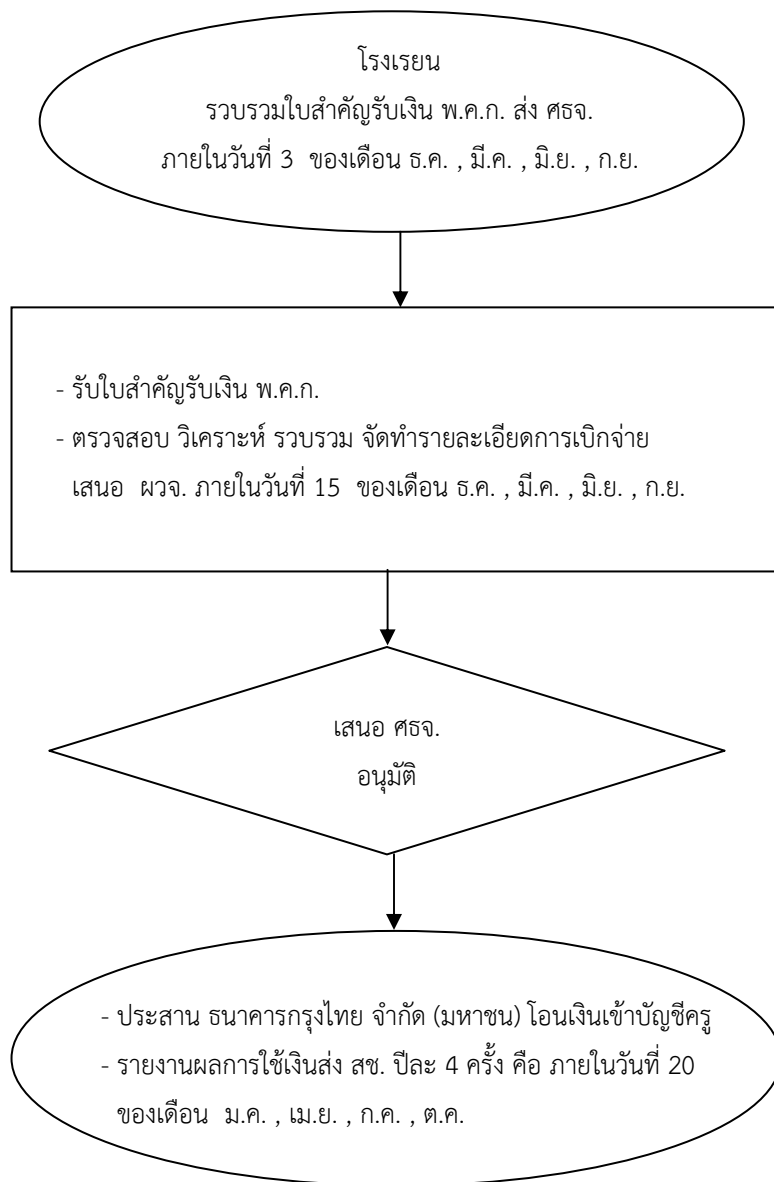 โรงเรียน
รวบรวมใบสำคัญรับเงิน พ.ค.ก. ส่ง ศธจ.
ภายในวันที่ 3 ของเดือน ธ.ค. , มี.ค. , มิ.ย. , ก.ย.
- รับใบสำคัญรับเงิน พ.ค.ก.
- ตรวจสอบ วิเคราะห์ รวบรวม จัดทำรายละเอียดการเบิกจ่าย
เสนอ ผวจ. ภายในวันที่ 15 ของเดือน ธ.ค. , มี.ค. , มิ.ย. , ก.ย.
เสนอ ศธจ.
อนุมัติ
- ประสาน ธนาคารกรุงไทย จำกัด (มหาชน) โอนเงินเข้าบัญชีครู
- รายงานผลการใช้เงินส่ง สช. ปีละ 4 ครั้ง คือ ภายในวันที่ 20
ของเดือน ม.ค. , เม.ย. , ก.ค. , ต.ค.